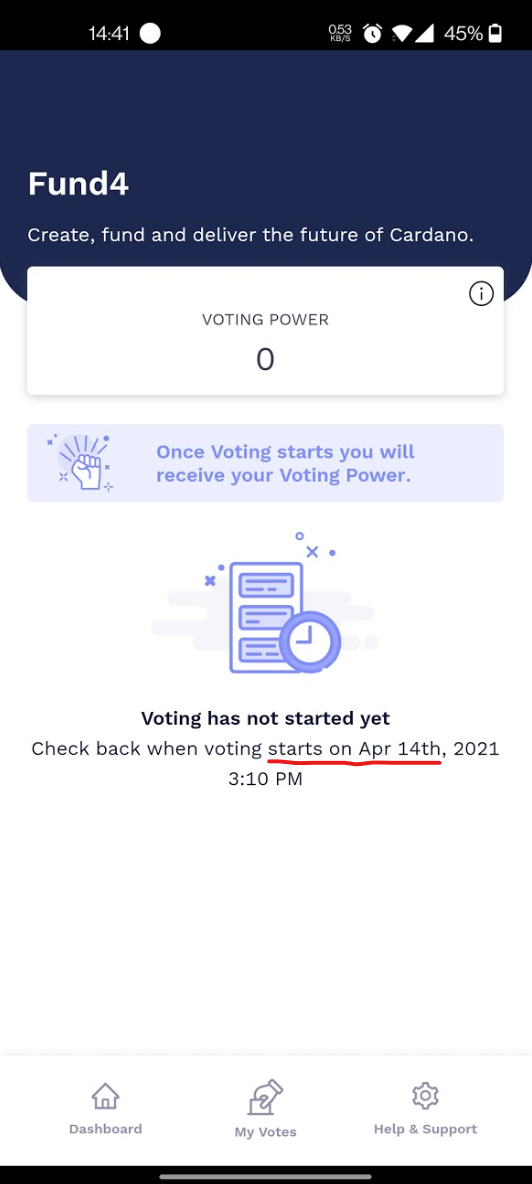 14:41
0.53
KB/S
45%
Fund4
Create, fund and deliver the future of Cardano.
VOTING POWER
0
Once Voting starts you will
receive your Voting Power.
Voting has not started yet
Check back when voting starts on Apr 14th, 2021
3:10 PM
Dashboard
My Votes
Help & Support